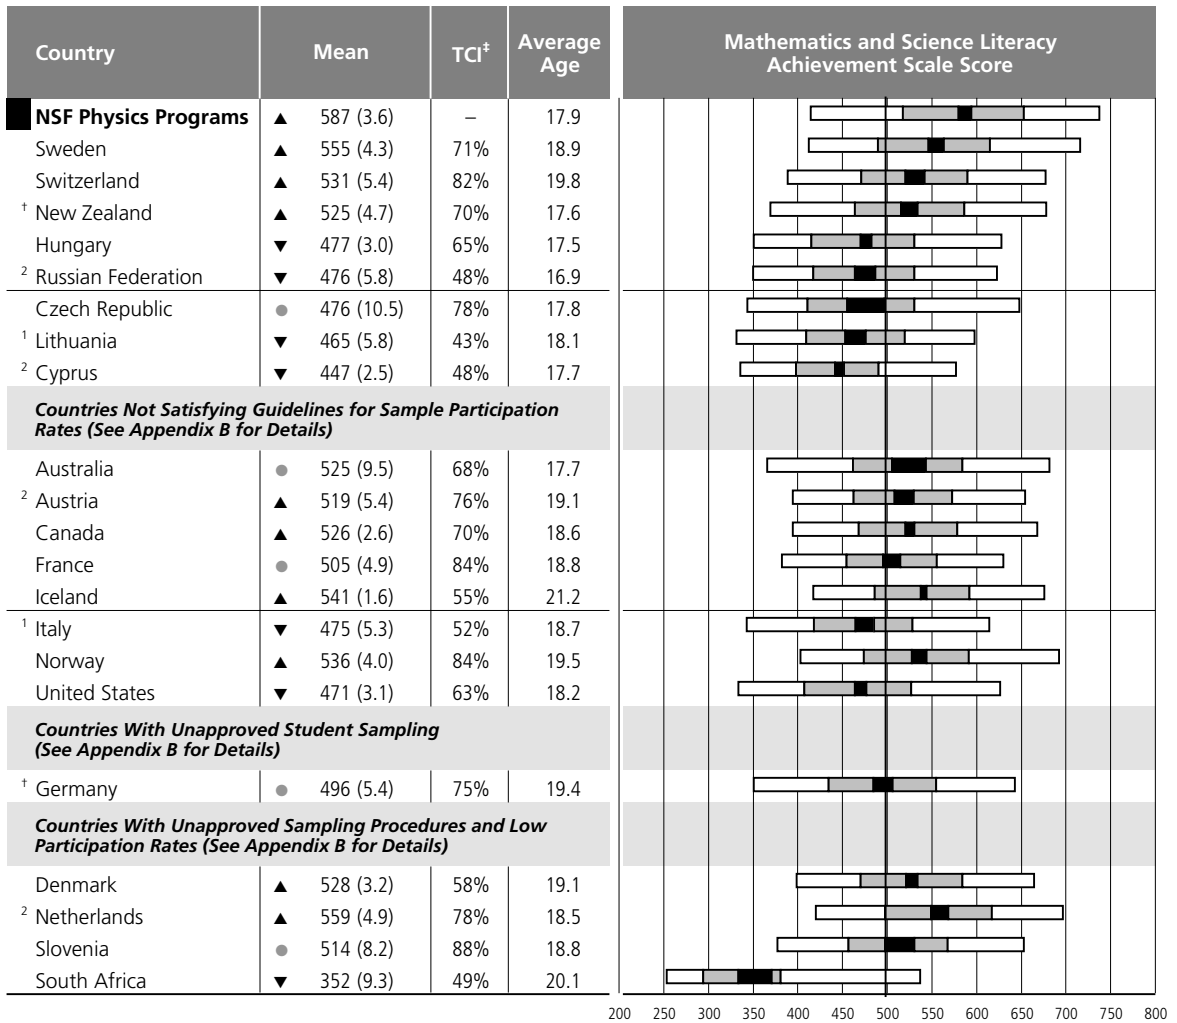 Country Mean TCI‡ Average Age Mathematics and Science Literacy Achievement Scale Score
NSF Physics Programs ▲ 587 (3.6) – 17.9
Sweden ▲ 555 (4.3) 71% 18.9
Switzerland ▲ 531 (5.4) 82% 19.8
† New Zealand ▲ 525 (4.7) 70% 17.6
Hungary ▼ 477 (3.0) 65% 17.5
2 Russian Federation ▼ 476 (5.8) 48% 16.9
Czech Republic ● 476 (10.5) 78% 17.8
1 Lithuania ▼ 465 (5.8) 43% 18.1
2 Cyprus ▼ 447 (2.5) 48% 17.7
Countries Not Satisfying Guidelines for Sample Participation
Rates (See Appendix B for Details)
Australia ● 525 (9.5) 68% 17.7
2 Austria ▲ 519 (5.4) 76% 19.1
Canada ▲ 526 (2.6) 70% 18.6
France ● 505 (4.9) 84% 18.8
Iceland ▲ 541 (1.6) 55% 21.2
1 Italy ▼ 475 (5.3) 52% 18.7
Norway ▲ 536 (4.0) 84% 19.5
United States ▼ 471 (3.1) 63% 18.2
Countries With Unapproved Student Sampling
(See Appendix B for Details)
† Germany ● 496 (5.4) 75% 19.4
Countries With Unapproved Sampling Procedures and Low
Participation Rates (See Appendix B for Details)
Denmark ▲ 528 (3.2) 58% 19.1
2 Netherlands ▲ 559 (4.9) 78% 18.5
Slovenia ● 514 (8.2) 88% 18.8
South Africa ▼ 352 (9.3) 49% 20.1
200 250 300 350 400 450 500 550 600 650 700 750 800